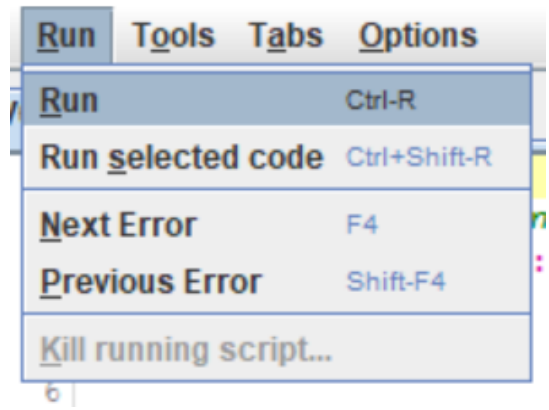 Run Tools Tabs Options
Run Ctrl-R
Run selected code Ctrl+Shift-R
Next Error F4
Previous Error Shift-F4
Kill running script...
6